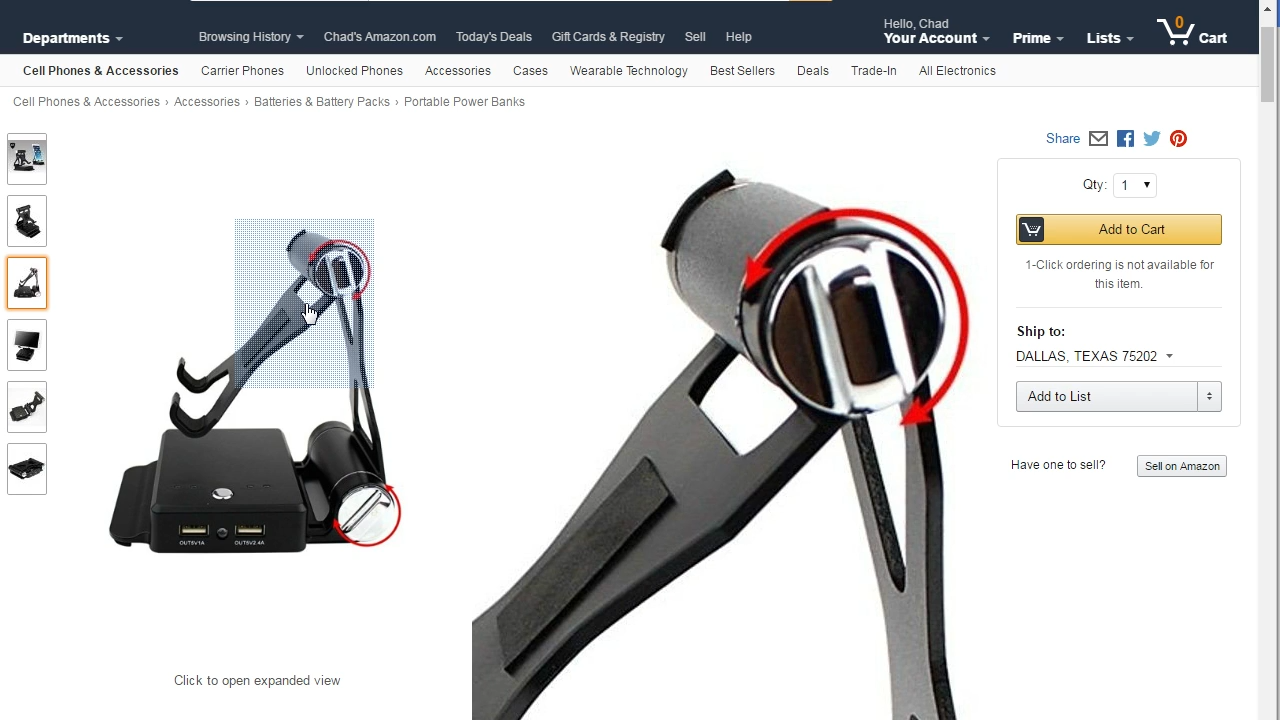 Departments
Browsing History
Chad's Amazon.com
Today's Deals
Gift Cards & Registry
Sell
Help
Hello, Chad
Your Account
Prime
Lists
0
Cart
Cell Phones & Accessories
Carrier Phones
Unlocked Phones
Accessories
Cases
Wearable Technology
Best Sellers
Deals
Trade-In
All Electronics
Cell Phones & Accessories › Accessories › Batteries & Battery Packs › Portable Power Banks
Share
Qty: 1
Add to Cart
1-Click ordering is not available for
this item.
Ship to:
DALLAS, TEXAS 75202
Add to List
Have one to sell?
Sell on Amazon
OUT5V1A
OUT5V2.4A
Click to open expanded view